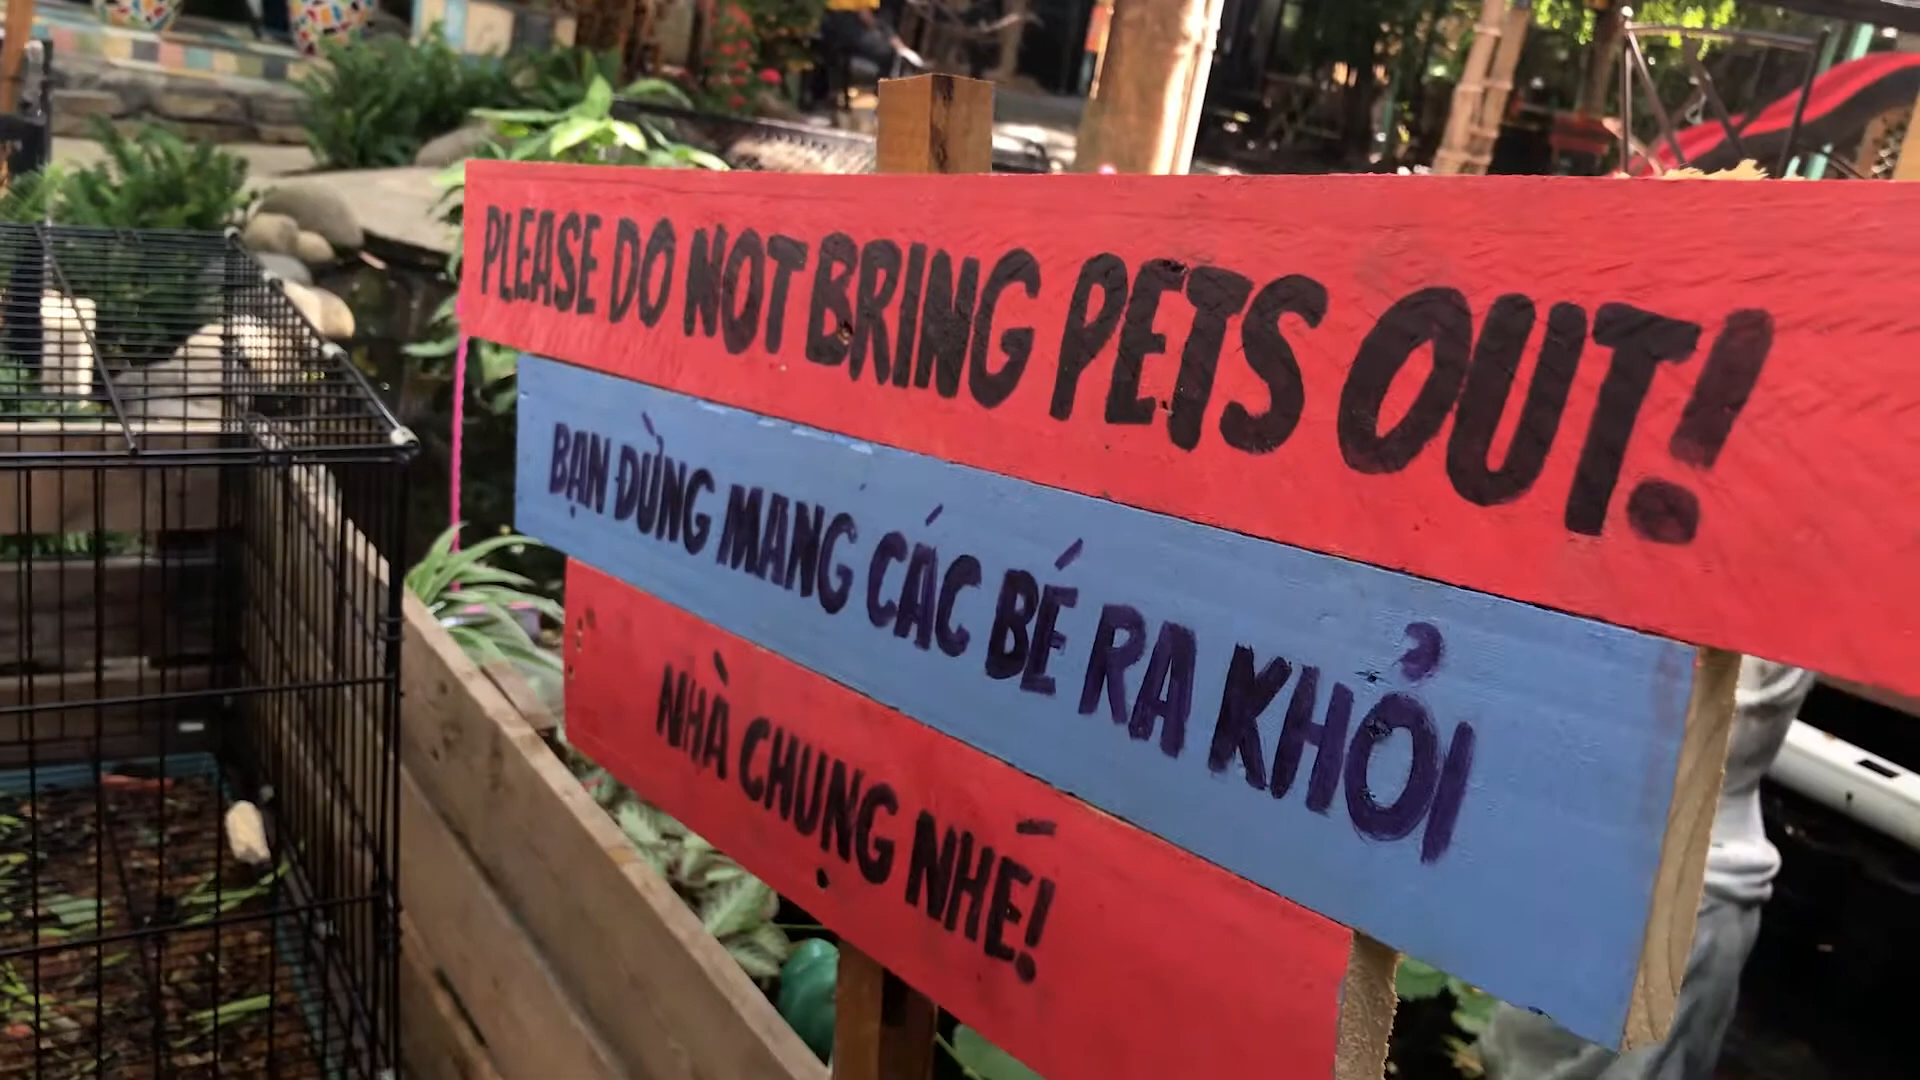 PLEASE DO NOT BRING PETS OUT!
BẠN ĐỪNG MANG CÁC BÉ RA KHỎI
NHÀ CHUNG NHÉ!